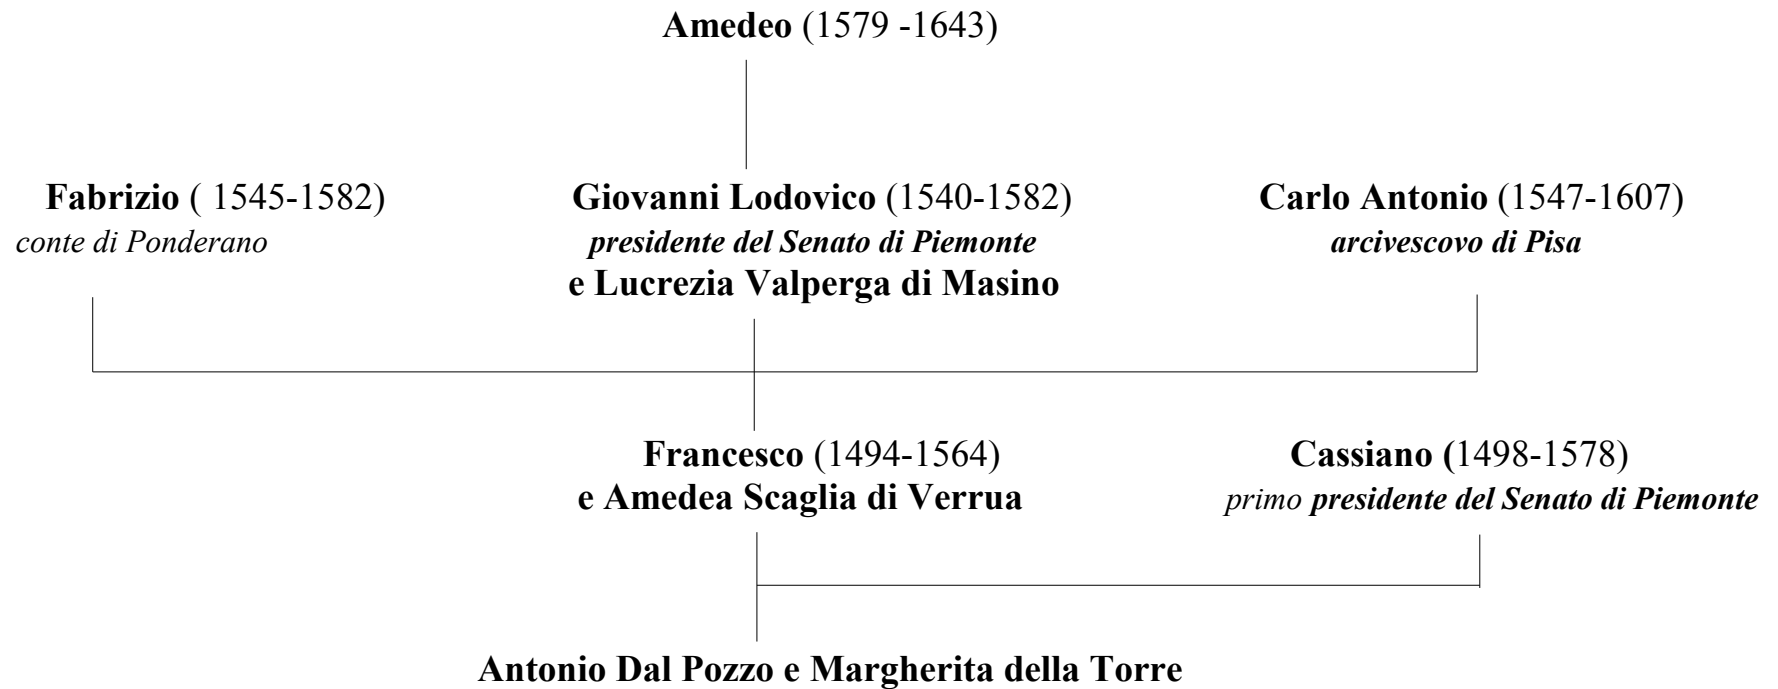 Amedeo (1579 -1643)
Fabrizio ( 1545-1582) Giovanni Lodovico (1540-1582) Carlo Antonio (1547-1607)
conte di Ponderano presidente del Senato di Piemonte arcivescovo di Pisa
e Lucrezia Valperga di Masino
Francesco (1494-1564) Cassiano (1498-1578)
e Amedea Scaglia di Verrua primo presidente del Senato di Piemonte
Antonio Dal Pozzo e Margherita della Torre